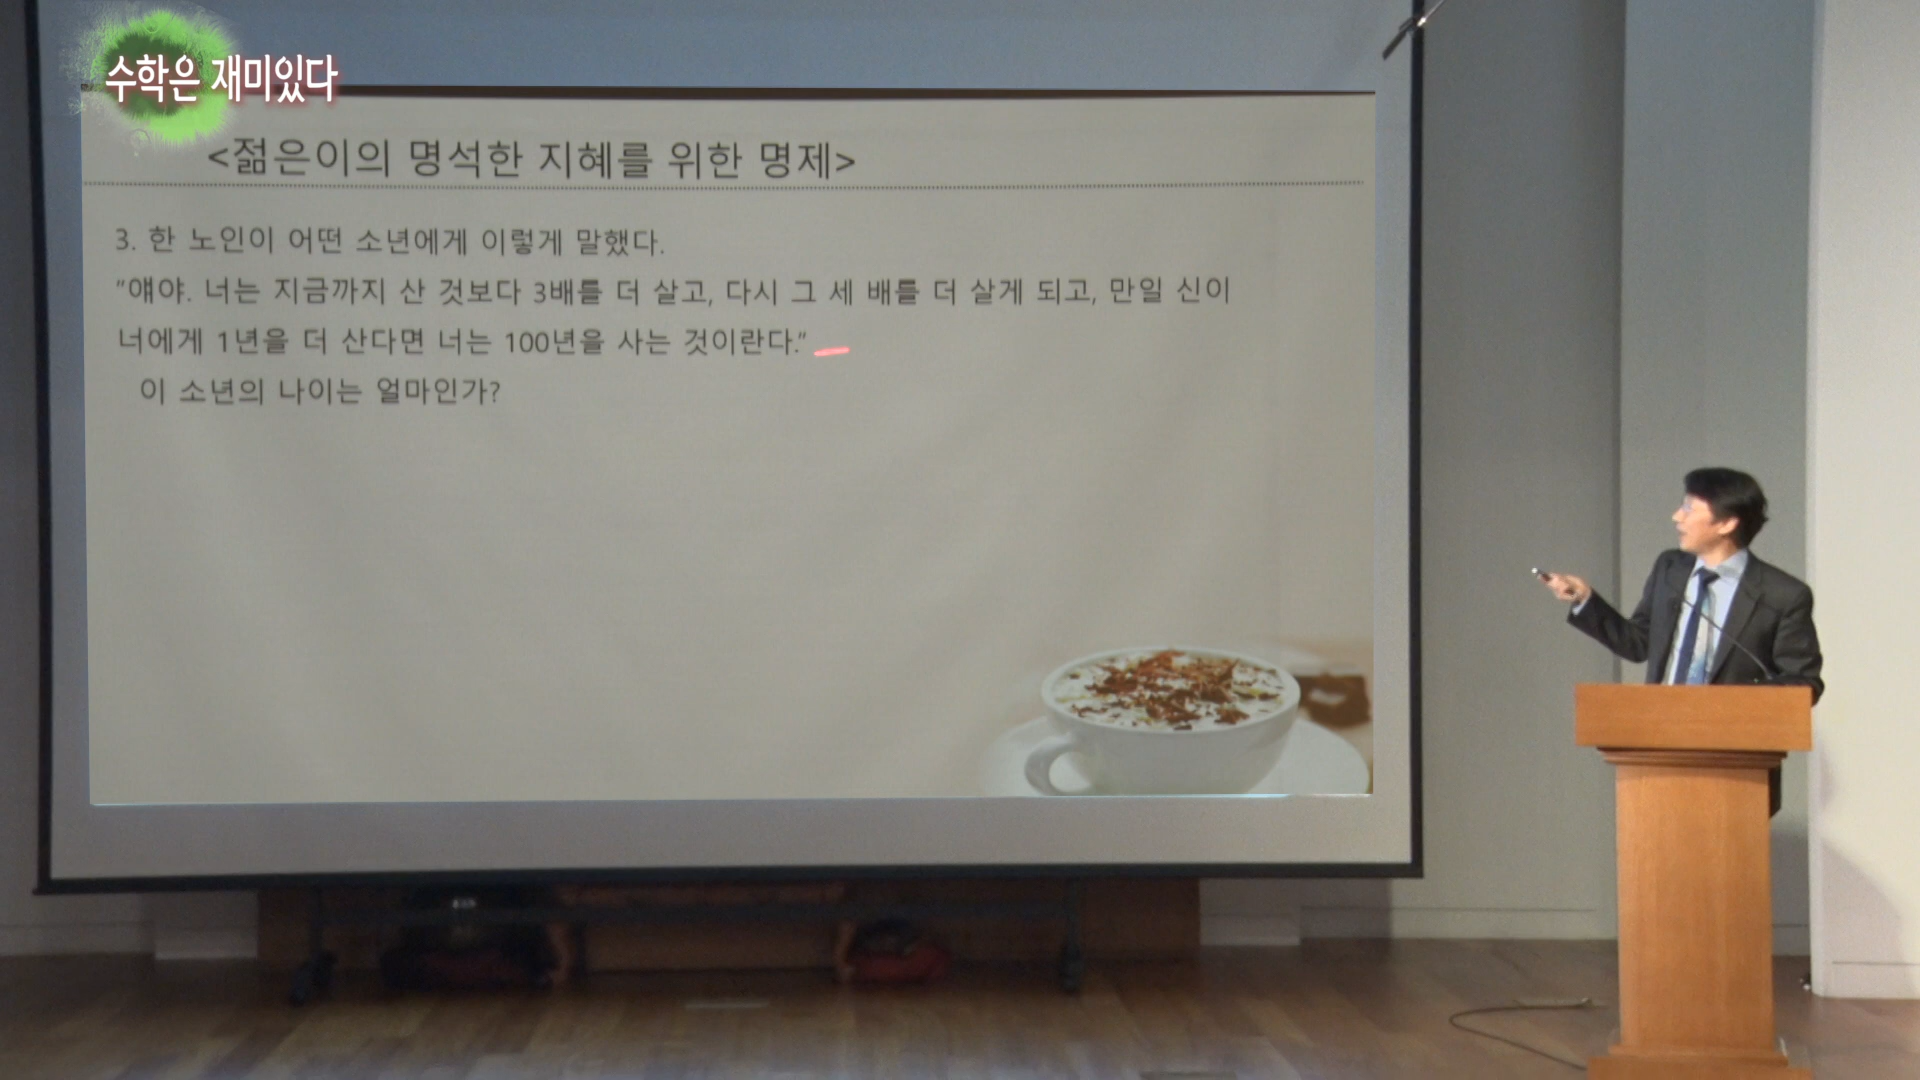 수학은 재미있다
<젊은이의 명석한 지혜를 위한 명제>
3. 한 노인이 어떤 소년에게 이렇게 말했다.
“얘야. 너는 지금까지 산 것보다 3배를 더 살고, 다시 그 세 배를 더 살게 되고, 만일 신이
너에게 1년을 더 산다면 너는 100년을 사는 것이란다.”
이 소년의 나이는 얼마인가?